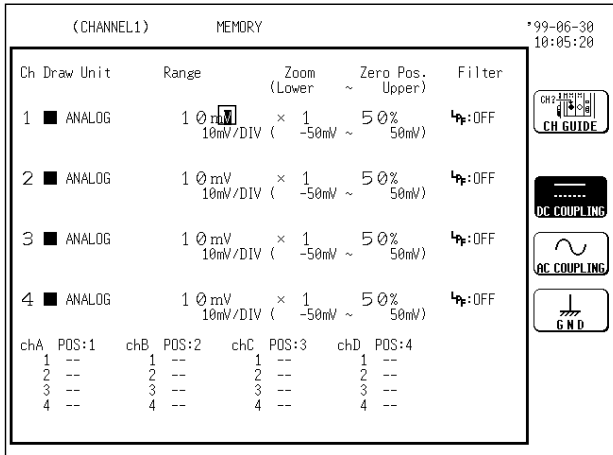 (CHANNEL1) MEMORY '99-06-30
10:05:20
Ch Draw Unit Range Zoom Zero Pos. Filter
(Lower ~ Upper)
1 ■ ANALOG 10mV × 1 50% LPF:OFF
10mV/DIV ( -50mV ~ 50mV)
2 ■ ANALOG 10mV × 1 50% LPF:OFF
10mV/DIV ( -50mV ~ 50mV)
3 ■ ANALOG 10mV × 1 50% LPF:OFF
10mV/DIV ( -50mV ~ 50mV)
4 ■ ANALOG 10mV × 1 50% LPF:OFF
10mV/DIV ( -50mV ~ 50mV)
chA POS:1 chB POS:2 chC POS:3 chD POS:4
1 -- 1 -- 1 -- 1 --
2 -- 2 -- 2 -- 2 --
3 -- 3 -- 3 -- 3 --
4 -- 4 -- 4 -- 4 --
CH?
CH GUIDE
DC COUPLING
AC COUPLING
GND